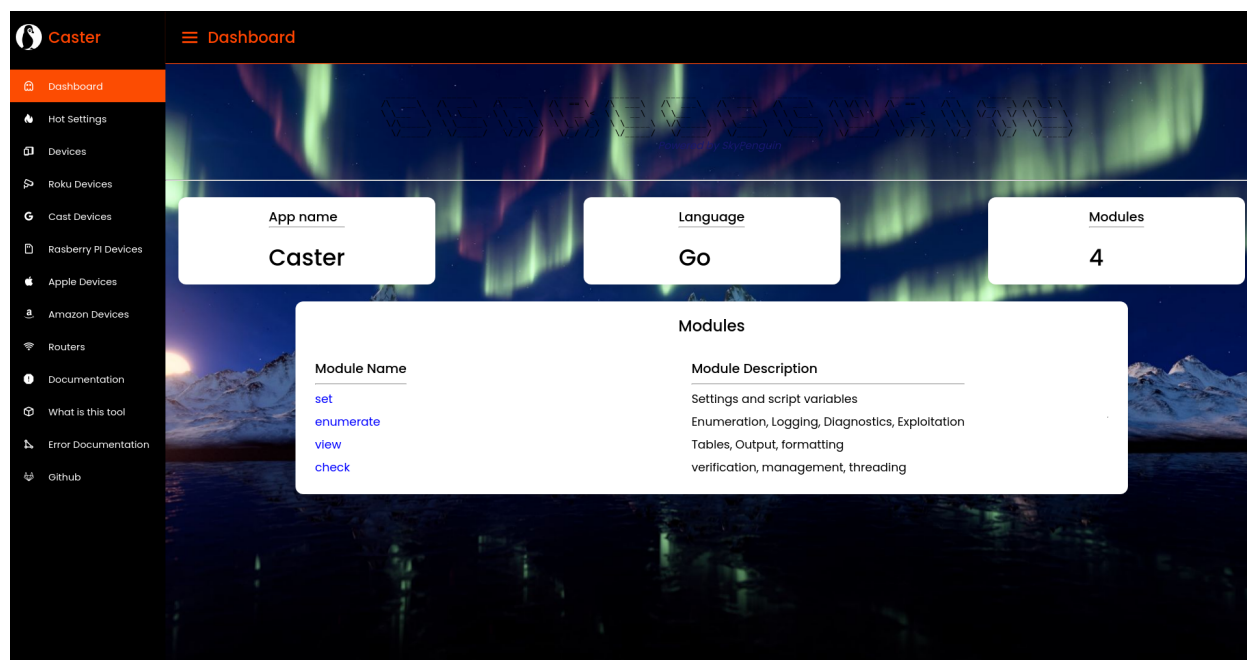 Caster
Dashboard
Dashboard
Hot Settings
Devices
Roku Devices
Cast Devices
Rasberry PI Devices
Apple Devices
Amazon Devices
Routers
Documentation
What is this tool
Error Documentation
Github
by SkyPenguin
App name
Caster
Language
Go
Modules
4
Modules
Module Name
Module Description
set
Settings and script variables
enumerate
Enumeration, Logging, Diagnostics, Exploitation
view
Tables, Output, formatting
check
verification, management, threading